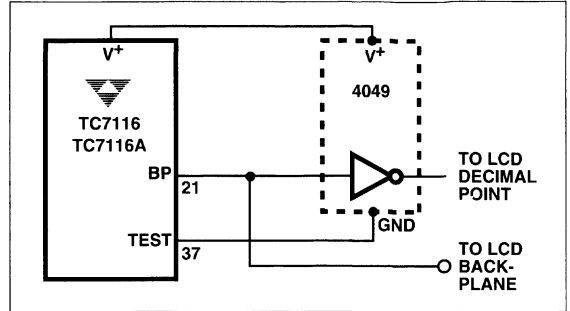 V+
V+
4049
TC7116
TC7116A
BP
21
TO LCD
DECIMAL
POINT
GND
TEST
37
TO LCD
BACK-
PLANE